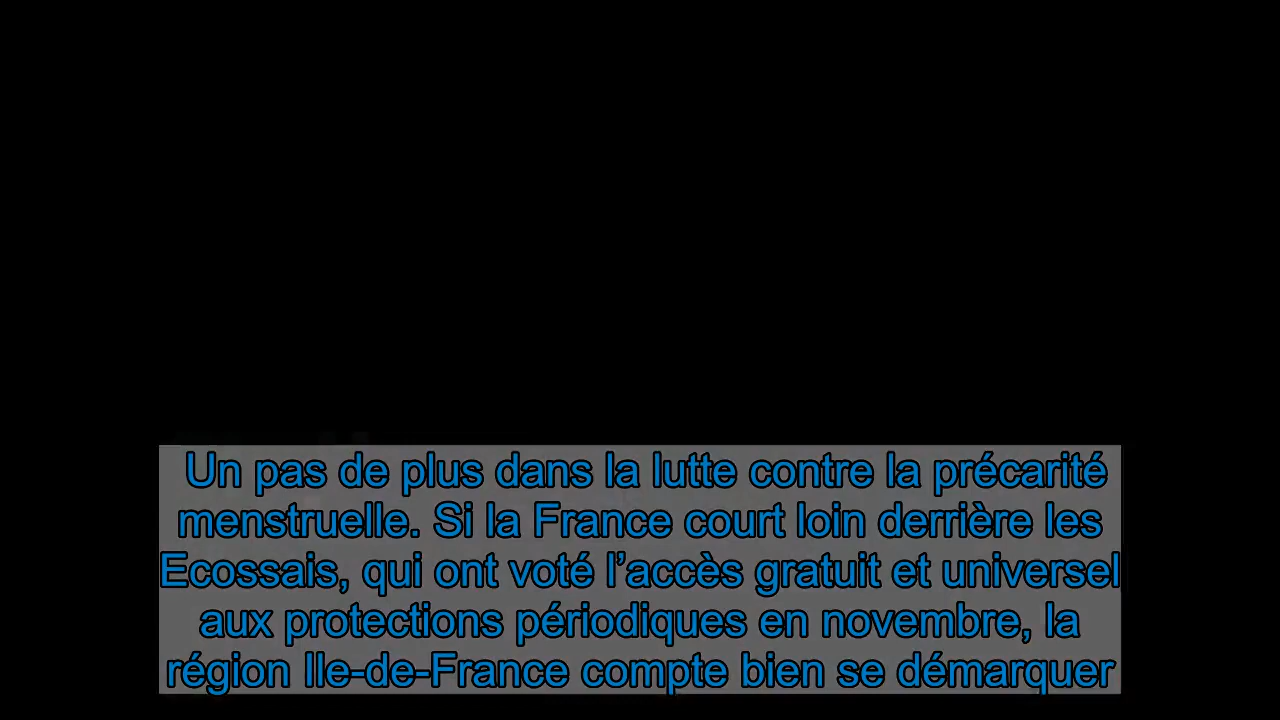 Un pas de plus dans la lutte contre la précarité
menstruelle. Si la France court loin derrière les
Ecossais, qui ont voté l’accès gratuit et universel
aux protections périodiques en novembre, la
région Ile-de-France compte bien se démarquer